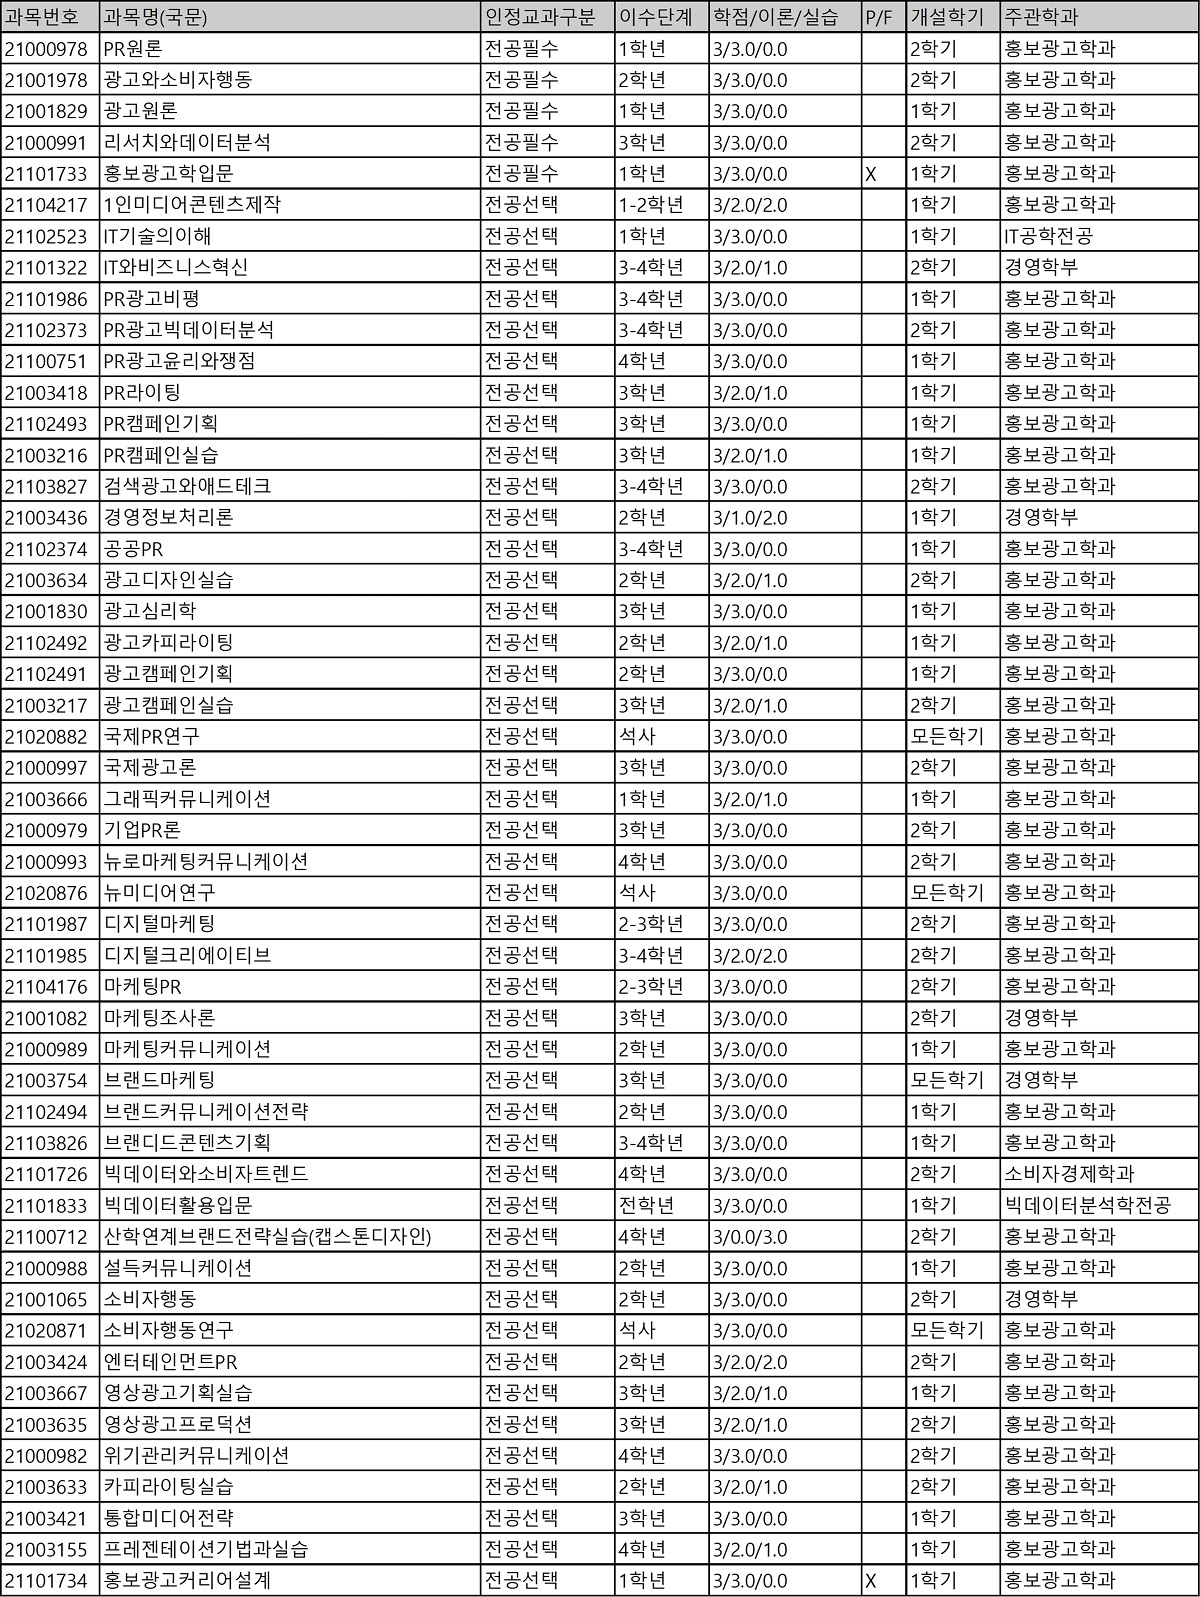 과목번호 과목명(국문) 인정교과구분 이수단계 학점/이론/실습 P/F 개설학기 주관학과
21000978 PR원론 전공필수 1학년 3/3.0/0.0 2학기 홍보광고학과
21001978 광고와소비자행동 전공필수 2학년 3/3.0/0.0 2학기 홍보광고학과
21001829 광고원론 전공필수 1학년 3/3.0/0.0 1학기 홍보광고학과
21000991 리서치와데이터분석 전공필수 3학년 3/3.0/0.0 2학기 홍보광고학과
21101733 홍보광고학입문 전공필수 1학년 3/3.0/0.0 X 1학기 홍보광고학과
21104217 1인미디어콘텐츠제작 전공선택 1-2학년 3/2.0/2.0 1학기 홍보광고학과
21102523 IT기술의이해 전공선택 1학년 3/3.0/0.0 1학기 IT공학전공
21101322 IT와비즈니스혁신 전공선택 3-4학년 3/2.0/1.0 2학기 경영학부
21101986 PR광고비평 전공선택 3-4학년 3/3.0/0.0 1학기 홍보광고학과
21102373 PR광고빅데이터분석 전공선택 3-4학년 3/3.0/0.0 2학기 홍보광고학과
21100751 PR광고윤리와쟁점 전공선택 4학년 3/3.0/0.0 1학기 홍보광고학과
21003418 PR라이팅 전공선택 3학년 3/2.0/1.0 1학기 홍보광고학과
21102493 PR캠페인기획 전공선택 3학년 3/3.0/0.0 1학기 홍보광고학과
21003216 PR캠페인실습 전공선택 3학년 3/2.0/1.0 1학기 홍보광고학과
21103827 검색광고와애드테크 전공선택 3-4학년 3/3.0/0.0 2학기 홍보광고학과
21003436 경영정보처리론 전공선택 2학년 3/1.0/2.0 1학기 경영학부
21102374 공공PR 전공선택 3-4학년 3/3.0/0.0 1학기 홍보광고학과
21003634 광고디자인실습 전공선택 2학년 3/2.0/1.0 2학기 홍보광고학과
21001830 광고심리학 전공선택 3학년 3/3.0/0.0 1학기 홍보광고학과
21102492 광고카피라이팅 전공선택 2학년 3/2.0/1.0 1학기 홍보광고학과
21102491 광고캠페인기획 전공선택 2학년 3/3.0/0.0 1학기 홍보광고학과
21003217 광고캠페인실습 전공선택 3학년 3/2.0/1.0 2학기 홍보광고학과
21020882 국제PR연구 전공선택 석사 3/3.0/0.0 모든학기 홍보광고학과
21000997 국제광고론 전공선택 3학년 3/3.0/0.0 2학기 홍보광고학과
21003666 그래픽커뮤니케이션 전공선택 1학년 3/2.0/1.0 1학기 홍보광고학과
21000979 기업PR론 전공선택 3학년 3/3.0/0.0 2학기 홍보광고학과
21000993 뉴로마케팅커뮤니케이션 전공선택 4학년 3/3.0/0.0 2학기 홍보광고학과
21020876 뉴미디어연구 전공선택 석사 3/3.0/0.0 모든학기 홍보광고학과
21101987 디지털마케팅 전공선택 2-3학년 3/3.0/0.0 2학기 홍보광고학과
21101985 디지털크리에이티브 전공선택 3-4학년 3/2.0/2.0 2학기 홍보광고학과
21104176 마케팅PR 전공선택 2-3학년 3/3.0/0.0 2학기 홍보광고학과
21001082 마케팅조사론 전공선택 3학년 3/3.0/0.0 2학기 경영학부
21000989 마케팅커뮤니케이션 전공선택 2학년 3/3.0/0.0 1학기 홍보광고학과
21003754 브랜드마케팅 전공선택 3학년 3/3.0/0.0 모든학기 경영학부
21102494 브랜드커뮤니케이션전략 전공선택 2학년 3/3.0/0.0 1학기 홍보광고학과
21103826 브랜디드콘텐츠기획 전공선택 3-4학년 3/3.0/0.0 1학기 홍보광고학과
21101726 빅데이터와소비자트렌드 전공선택 4학년 3/3.0/0.0 2학기 소비자경제학과
21101833 빅데이터활용입문 전공선택 전학년 3/3.0/0.0 1학기 빅데이터분석학전공
21100712 산학연계브랜드전략실습(캡스톤디자인) 전공선택 4학년 3/0.0/3.0 2학기 홍보광고학과
21000988 설득커뮤니케이션 전공선택 2학년 3/3.0/0.0 1학기 홍보광고학과
21001065 소비자행동 전공선택 2학년 3/3.0/0.0 2학기 경영학부
21020871 소비자행동연구 전공선택 석사 3/3.0/0.0 모든학기 홍보광고학과
21003424 엔터테인먼트PR 전공선택 2학년 3/2.0/2.0 2학기 홍보광고학과
21003667 영상광고기획실습 전공선택 3학년 3/2.0/1.0 1학기 홍보광고학과
21003635 영상광고프로덕션 전공선택 3학년 3/2.0/1.0 2학기 홍보광고학과
21000982 위기관리커뮤니케이션 전공선택 4학년 3/3.0/0.0 2학기 홍보광고학과
21003633 카피라이팅실습 전공선택 2학년 3/2.0/1.0 2학기 홍보광고학과
21003421 통합미디어전략 전공선택 3학년 3/3.0/0.0 1학기 홍보광고학과
21003155 프레젠테이션기법과실습 전공선택 4학년 3/2.0/1.0 1학기 홍보광고학과
21101734 홍보광고커리어설계 전공선택 1학년 3/3.0/0.0 X 1학기 홍보광고학과